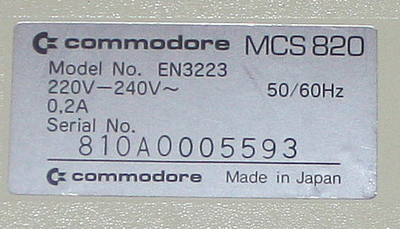 commodore MCS 820
Model No. EN3223
220V—240V~ 50/60Hz
0,2A
Serial No.
810A0005593
commodore Made in Japan